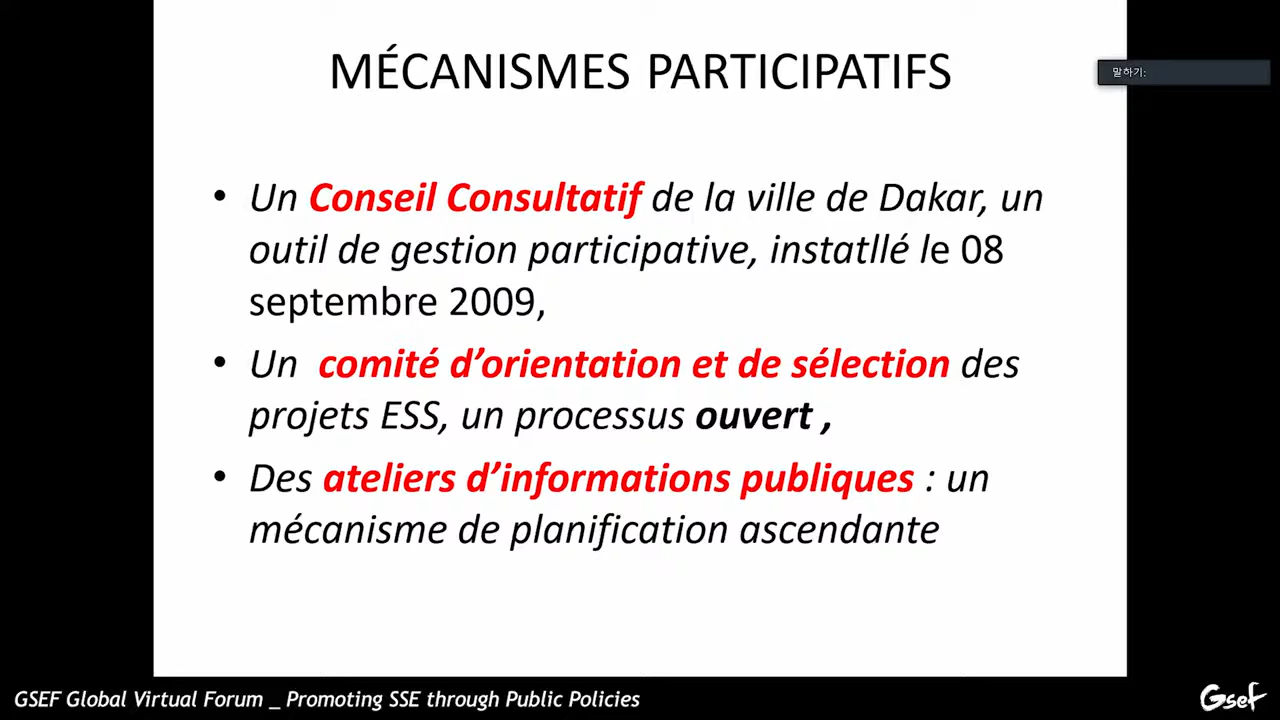 MÉCANISMES PARTICIPATIFS
말하기:
• Un Conseil Consultatif de la ville de Dakar, un
outil de gestion participative, instatllé le 08
septembre 2009,
• Un comité d’orientation et de sélection des
projets ESS, un processus ouvert ,
• Des ateliers d’informations publiques : un
mécanisme de planification ascendante
GSEF Global Virtual Forum _ Promoting SSE through Public Policies
Gsef